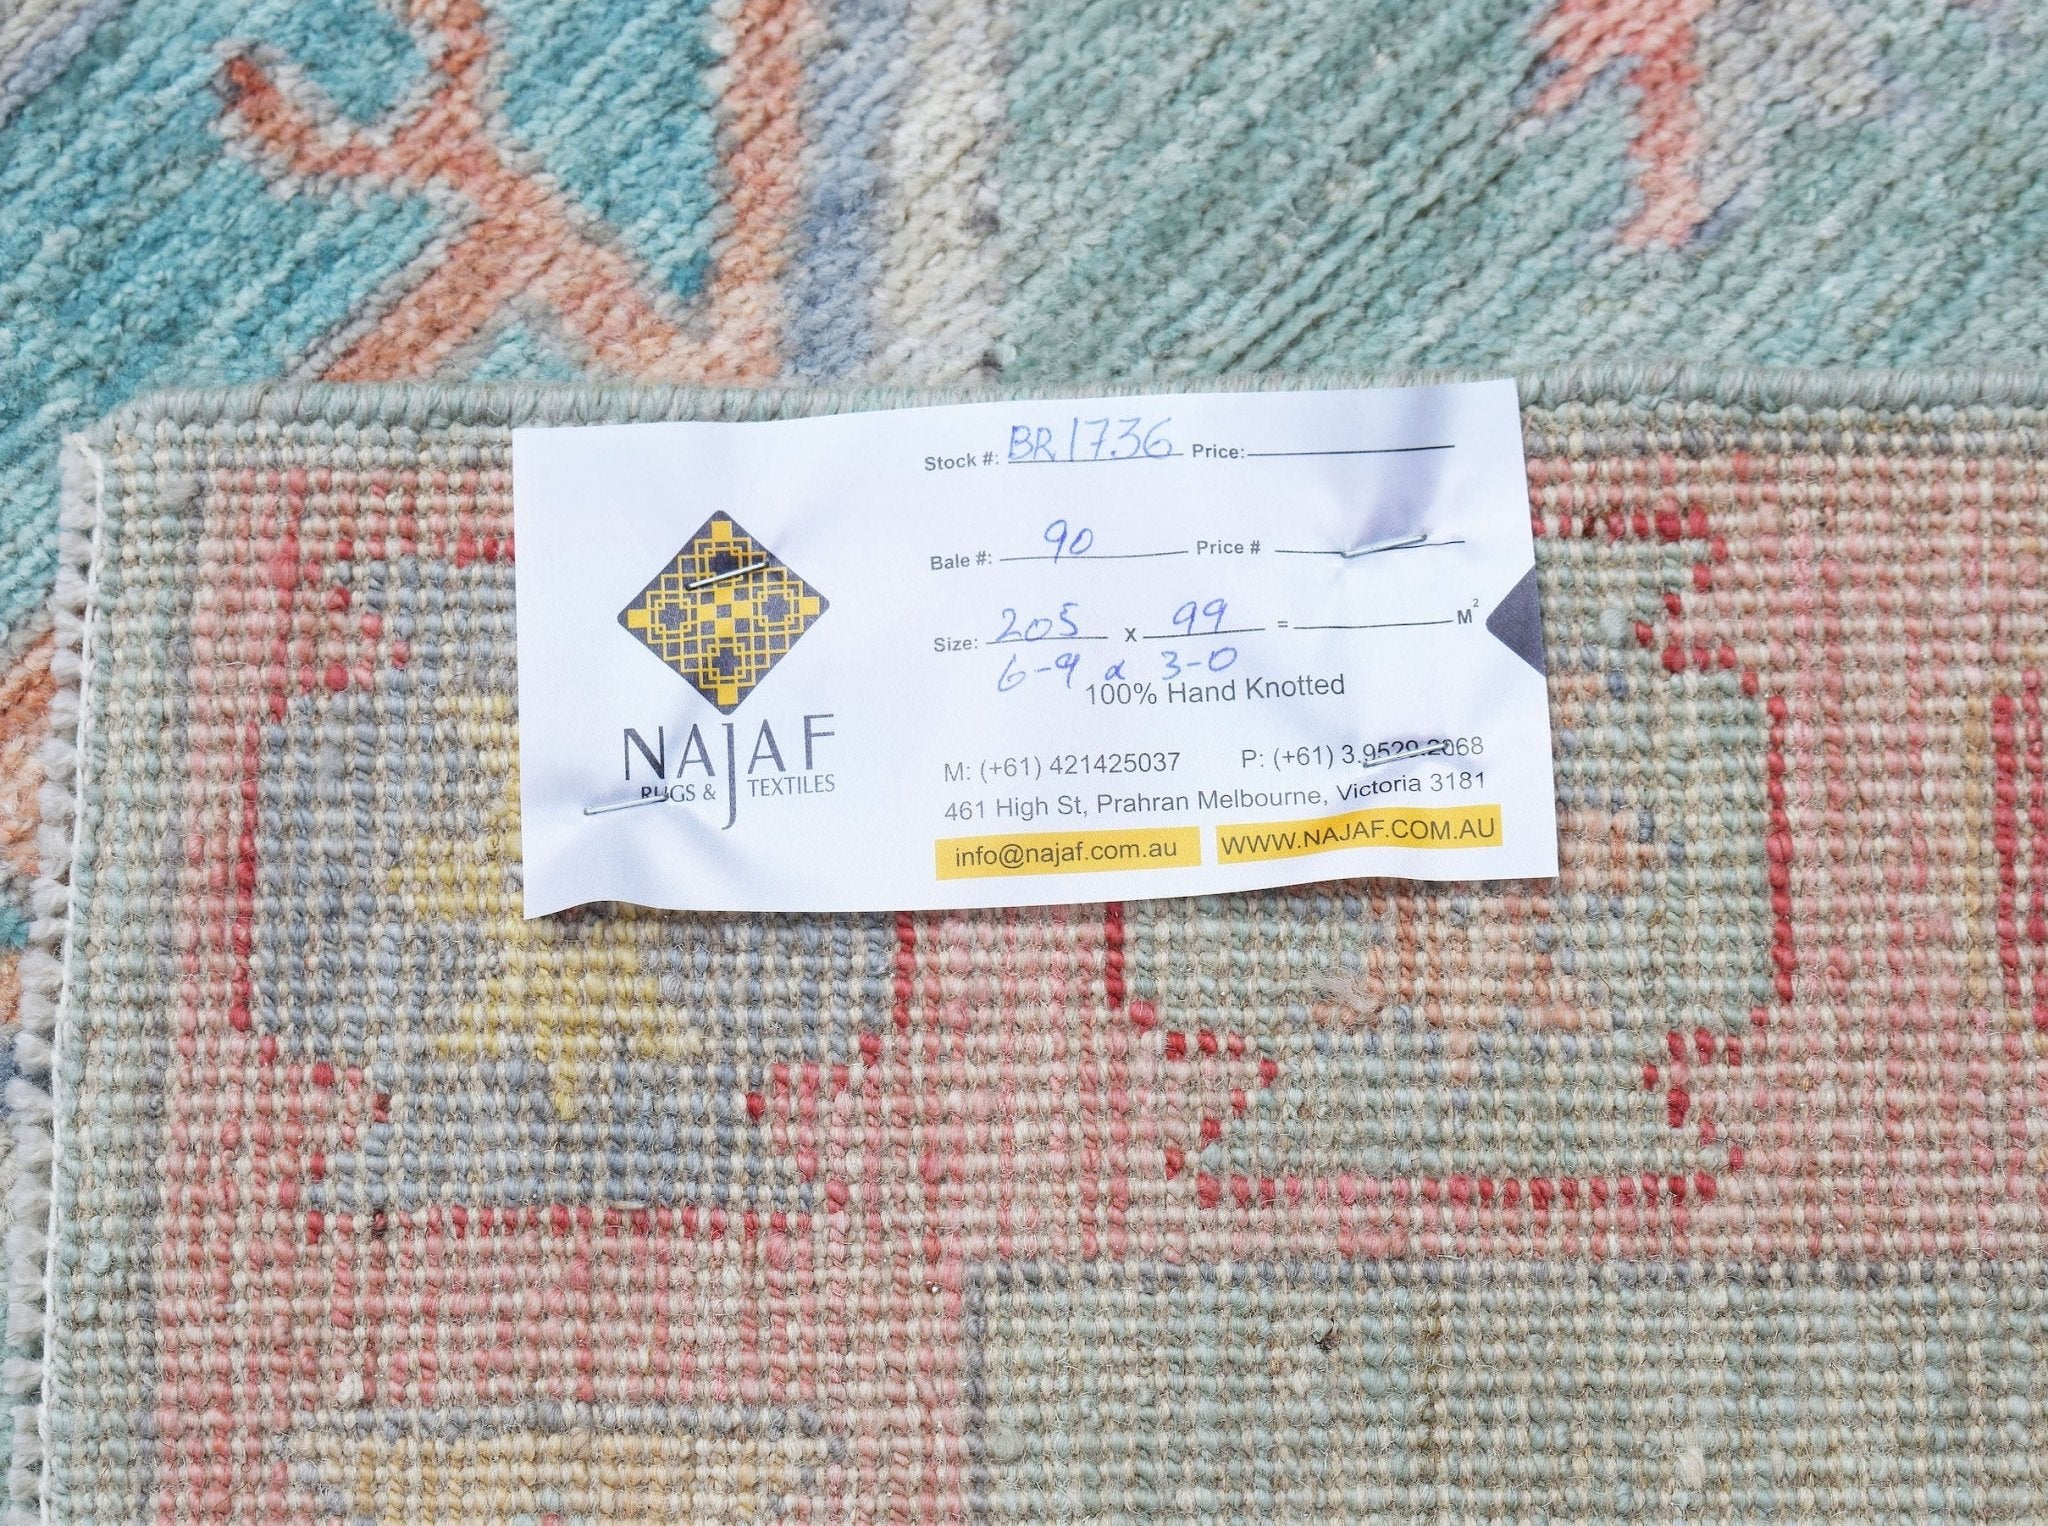 Stock #: BR1736 Price:
Bale #: 90 Price #
Size: 205 x 99 = M²
6-9 x 3-0
100% Hand Knotted
NAJAF
RUGS & TEXTILES
M: (+61) 421425037 P: (+61) 3.9529.2068
461 High St, Prahran Melbourne, Victoria 3181
info@najaf.com.au WWW.NAJAF.COM.AU